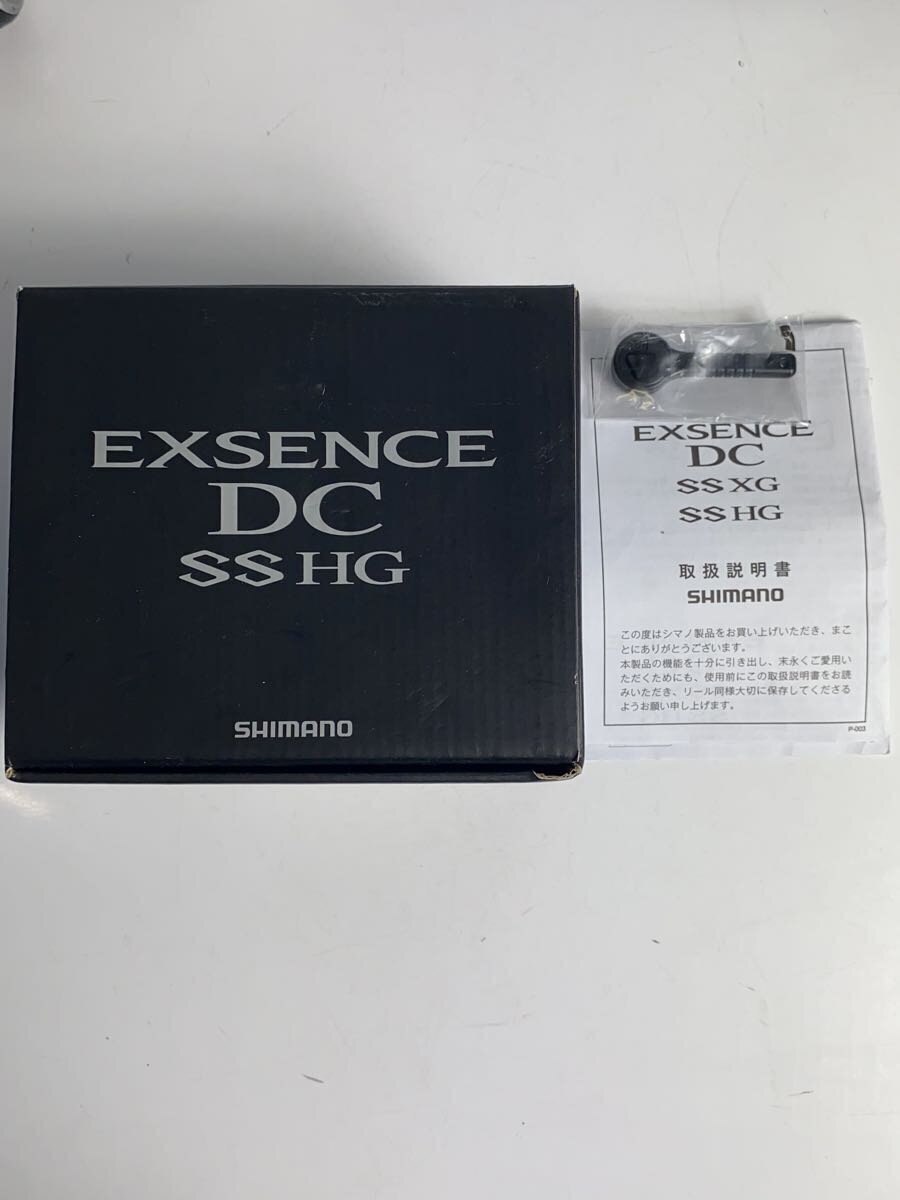 EXSENCE
DC
SS HG
SHIMANO
EXSENCE
DC
SS XG
SS HG
取扱説明書
SHIMANO
この度はシマノ製品をお買い上げいただき、まこ
とにありがとうございます。
本製品の機能を十分に引き出し、末永くご愛用い
ただくためにも、使用前にこの取扱説明書をお読
みいただき、リール同様大切に保存してくださる
ようお願い申し上げます。
P-003